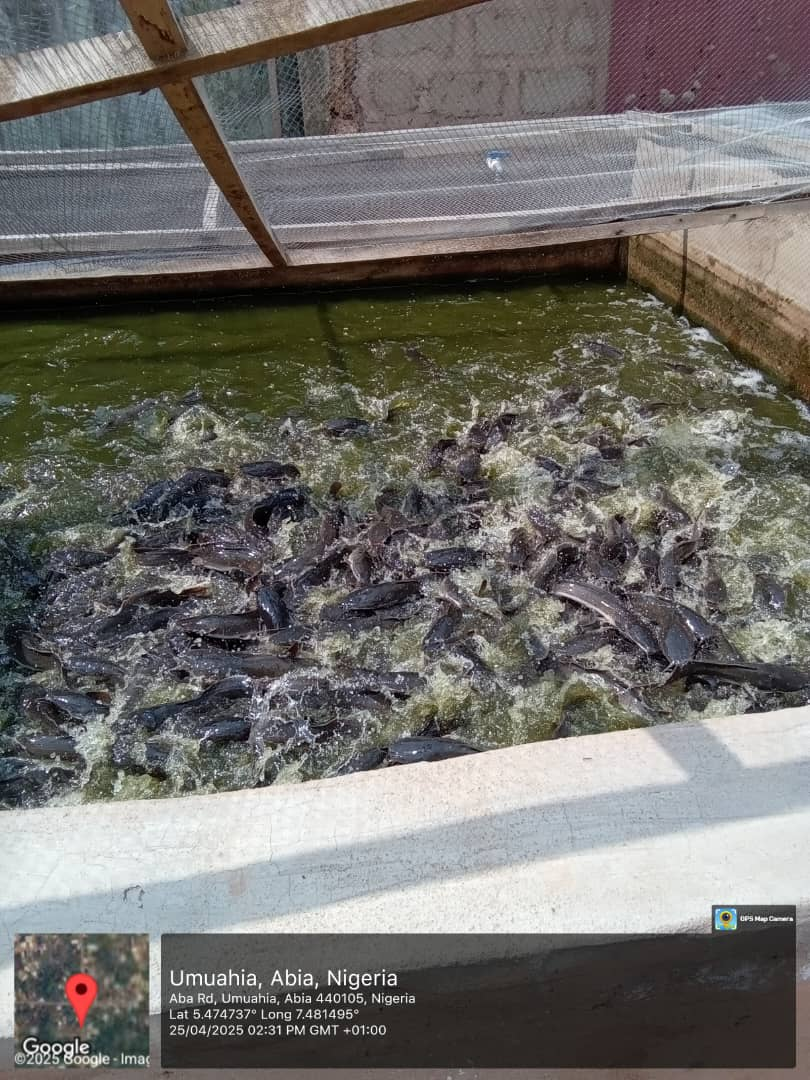 GPS Map Camera
Umuahia, Abia, Nigeria
Aba Rd, Umuahia, Abia 440105, Nigeria
Lat 5.474737° Long 7.481495°
25/04/2025 02:31 PM GMT +01:00
Google
©2025 Google - Imag